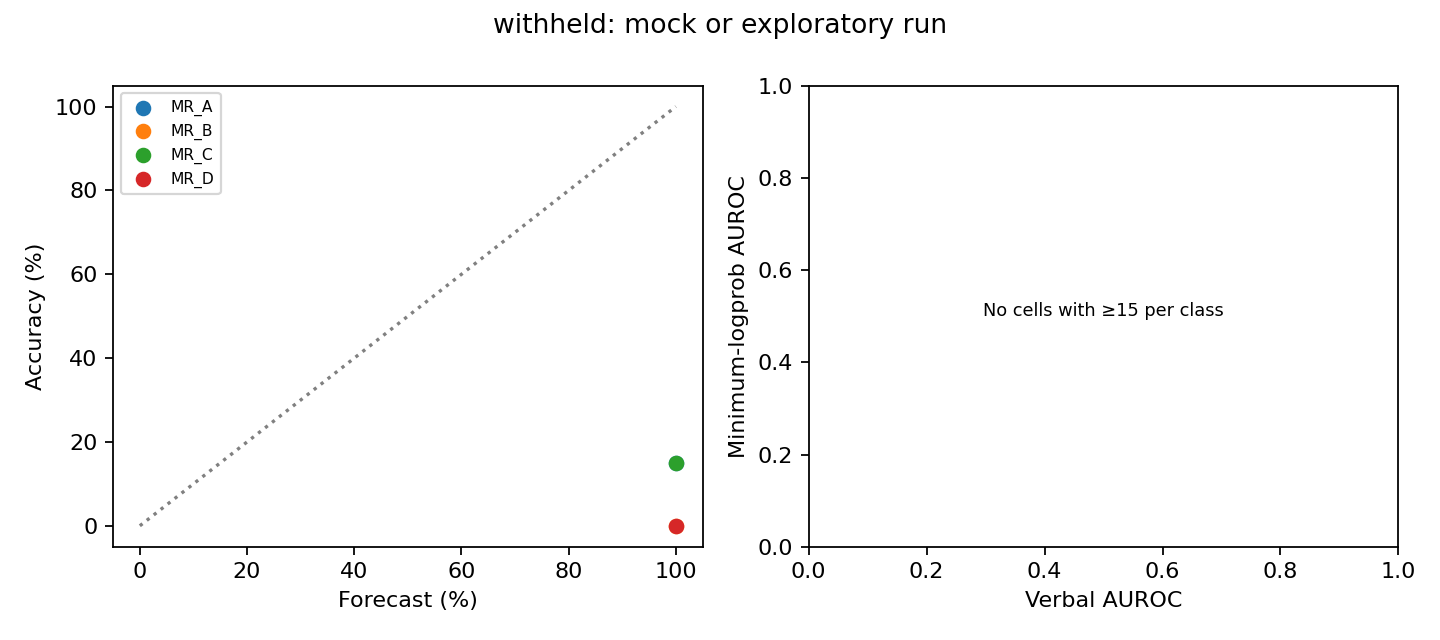 withheld: mock or exploratory run
MR_A
MR_B
MR_C
MR_D
Accuracy (%)
100
80
60
40
20
0
0 20 40 60 80 100
Forecast (%)
Minimum-logprob AUROC
1.0
0.8
0.6
0.4
0.2
0.0
No cells with ≥15 per class
0.0 0.2 0.4 0.6 0.8 1.0
Verbal AUROC